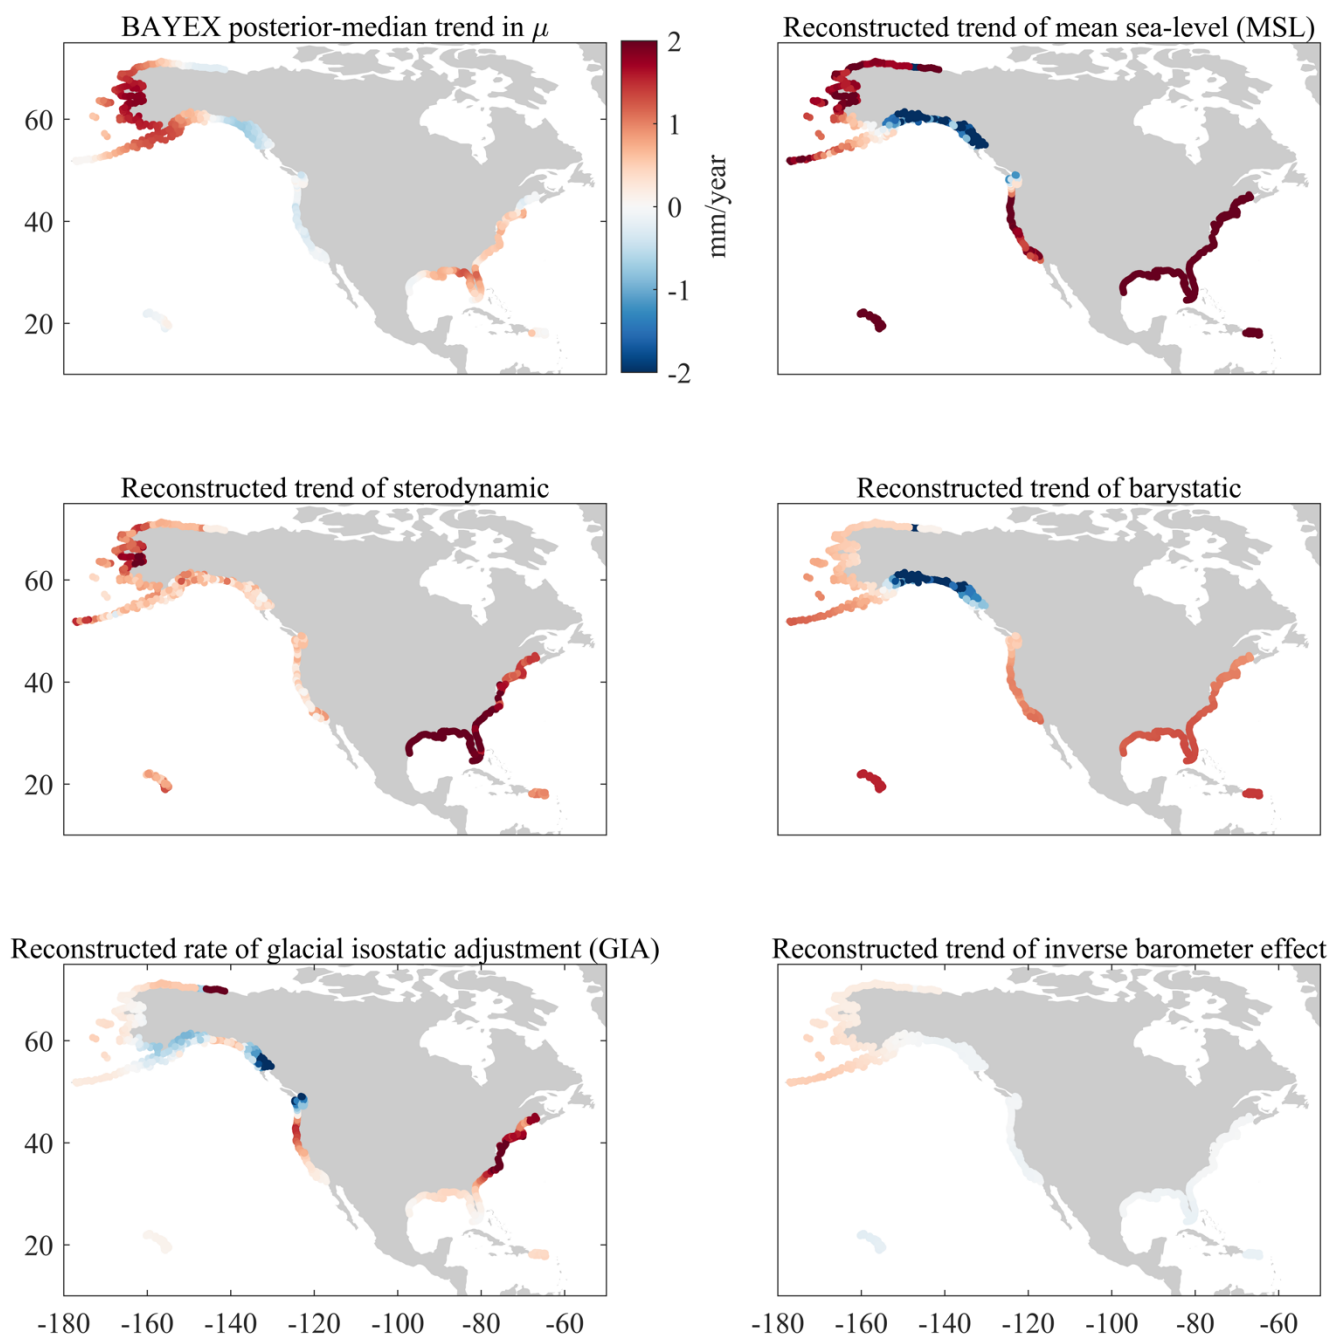 BAYEX posterior-median trend in μ
Reconstructed trend of mean sea-level (MSL)
2
1
0
-1
-2
mm/year
60
40
20
Reconstructed trend of sterodynamic
Reconstructed trend of barystatic
60
40
20
Reconstructed rate of glacial isostatic adjustment (GIA)
Reconstructed trend of inverse barometer effect
60
40
20
-180 -160 -140 -120 -100 -80 -60
-180 -160 -140 -120 -100 -80 -60